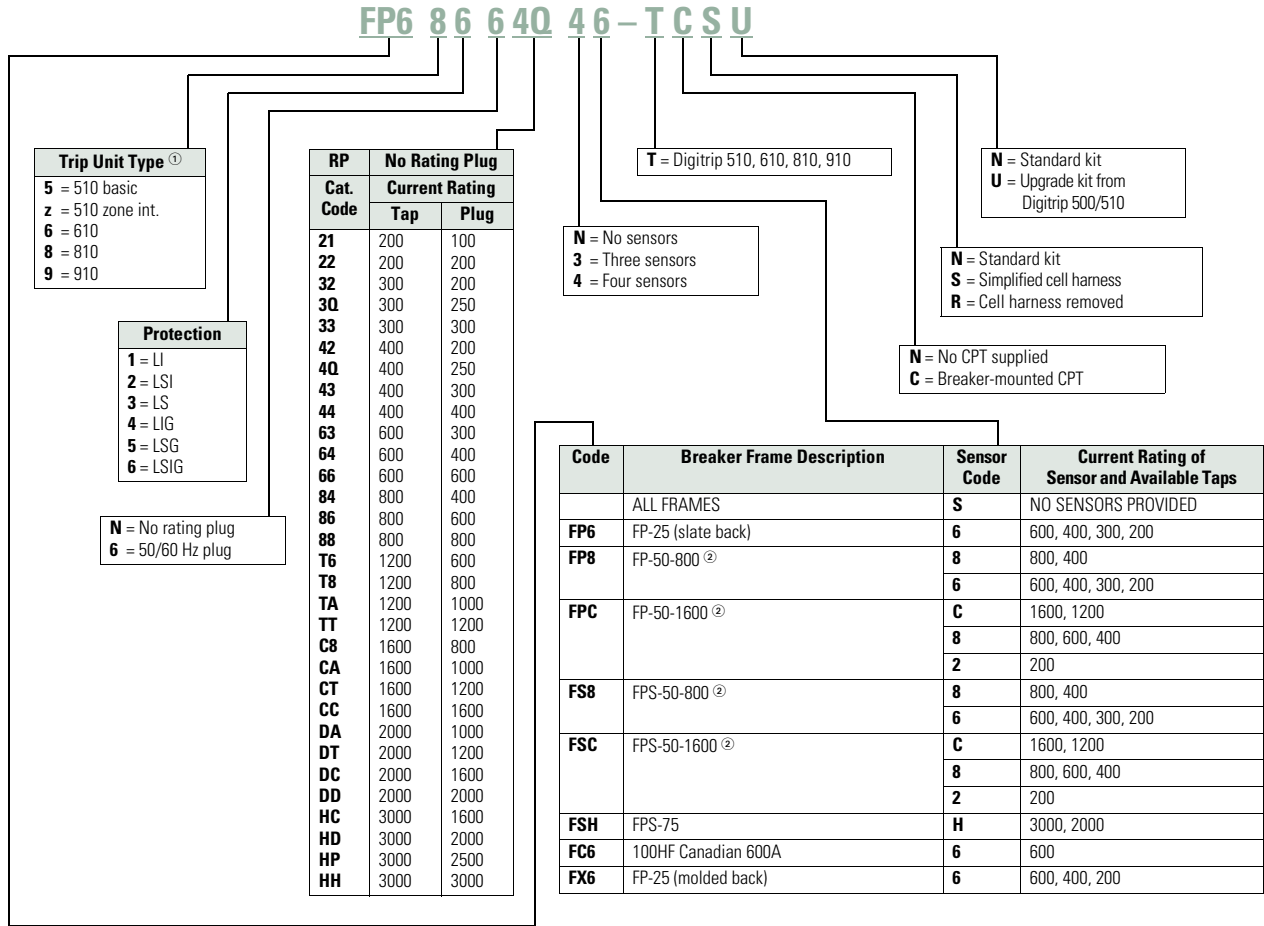 FP6 8 6 6 4Q 4 6 – T C S U
Trip Unit Type ①
5 = 510 basic
z = 510 zone int.
6 = 610
8 = 810
9 = 910
Protection
1 = LI
2 = LSI
3 = LS
4 = LIG
5 = LSG
6 = LSIG
N = No rating plug
6 = 50/60 Hz plug
RP No Rating Plug
Cat. Code Current Rating
Tap Plug
21 200 100
22 200 200
32 300 200
3Q 300 250
33 300 300
42 400 200
4Q 400 250
43 400 300
44 400 400
63 600 300
64 600 400
66 600 600
84 800 400
86 800 600
88 800 800
T6 1200 600
T8 1200 800
TA 1200 1000
TT 1200 1200
C8 1600 800
CA 1600 1000
CT 1600 1200
CC 1600 1600
DA 2000 1000
DT 2000 1200
DC 2000 1600
DD 2000 2000
HC 3000 1600
HD 3000 2000
HP 3000 2500
HH 3000 3000
N = No sensors
3 = Three sensors
4 = Four sensors
T = Digitrip 510, 610, 810, 910
N = Standard kit
U = Upgrade kit from
Digitrip 500/510
N = Standard kit
S = Simplified cell harness
R = Cell harness removed
N = No CPT supplied
C = Breaker-mounted CPT
Code Breaker Frame Description Sensor Code Current Rating of Sensor and Available Taps
ALL FRAMES S NO SENSORS PROVIDED
FP6 FP-25 (slate back) 6 600, 400, 300, 200
FP8 FP-50-800 ② 8 800, 400
6 600, 400, 300, 200
FPC FP-50-1600 ② C 1600, 1200
8 800, 600, 400
2 200
FS8 FPS-50-800 ② 8 800, 400
6 600, 400, 300, 200
FSC FPS-50-1600 ② C 1600, 1200
8 800, 600, 400
2 200
FSH FPS-75 H 3000, 2000
FC6 100HF Canadian 600A 6 600
FX6 FP-25 (molded back) 6 600, 400, 200